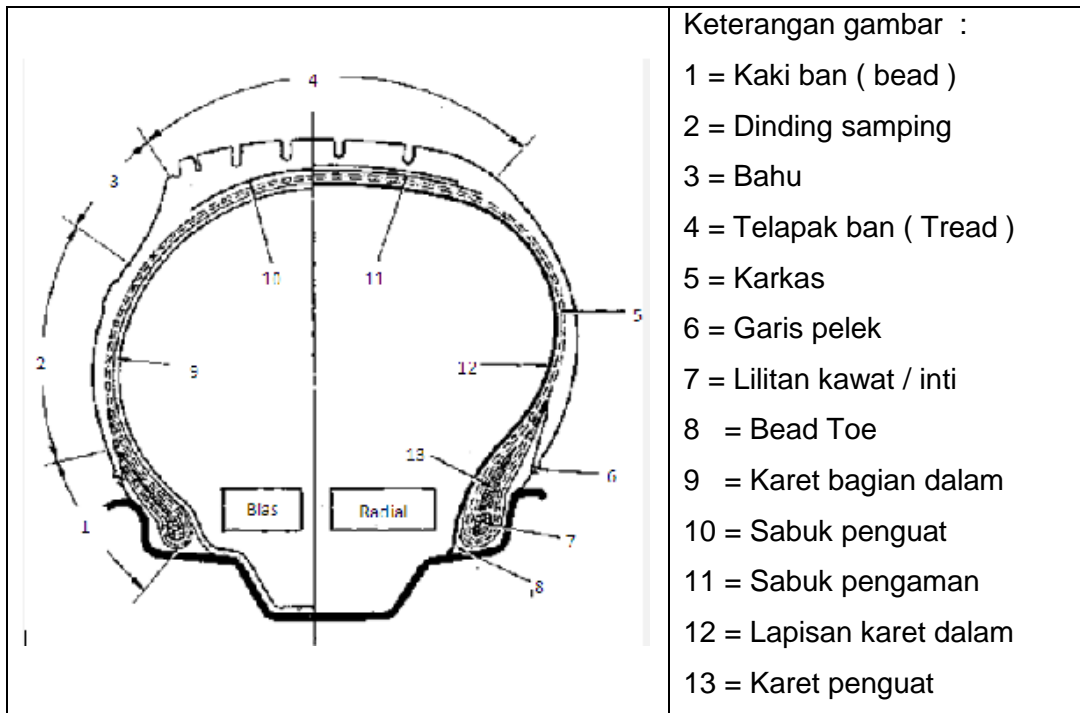 4
3
10
11
5
2
9
12
13
6
Bias
Radial
1
7
8
Keterangan gambar :
1 = Kaki ban ( bead )
2 = Dinding samping
3 = Bahu
4 = Telapak ban ( Tread )
5 = Karkas
6 = Garis pelek
7 = Lilitan kawat / inti
8 = Bead Toe
9 = Karet bagian dalam
10 = Sabuk penguat
11 = Sabuk pengaman
12 = Lapisan karet dalam
13 = Karet penguat